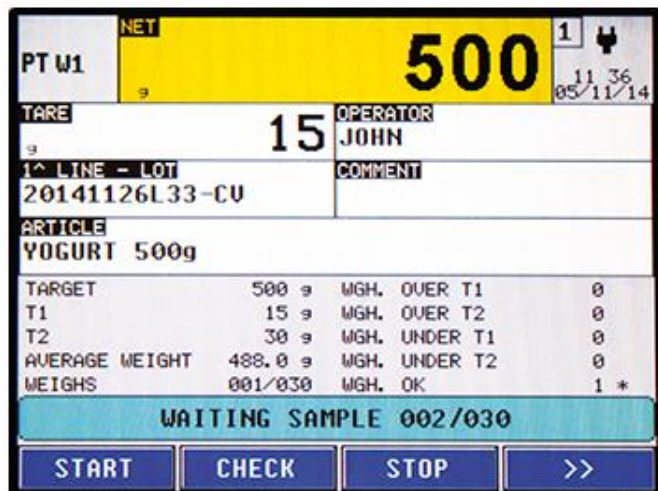 NET
PT W1
g
500
1
11 36
05/11/14
TARE
g
15
OPERATOR
JOHN
1^ LINE - LOT
20141126L33-CV
COMMENT
ARTICLE
YOGURT 500g
TARGET 500 g WGH. OVER T1 0
T1 15 g WGH. OVER T2 0
T2 30 g WGH. UNDER T1 0
AVERAGE WEIGHT 488.0 g WGH. UNDER T2 0
WEIGHS 001/030 WGH. OK 1 *
WAITING SAMPLE 002/030
START CHECK STOP >>